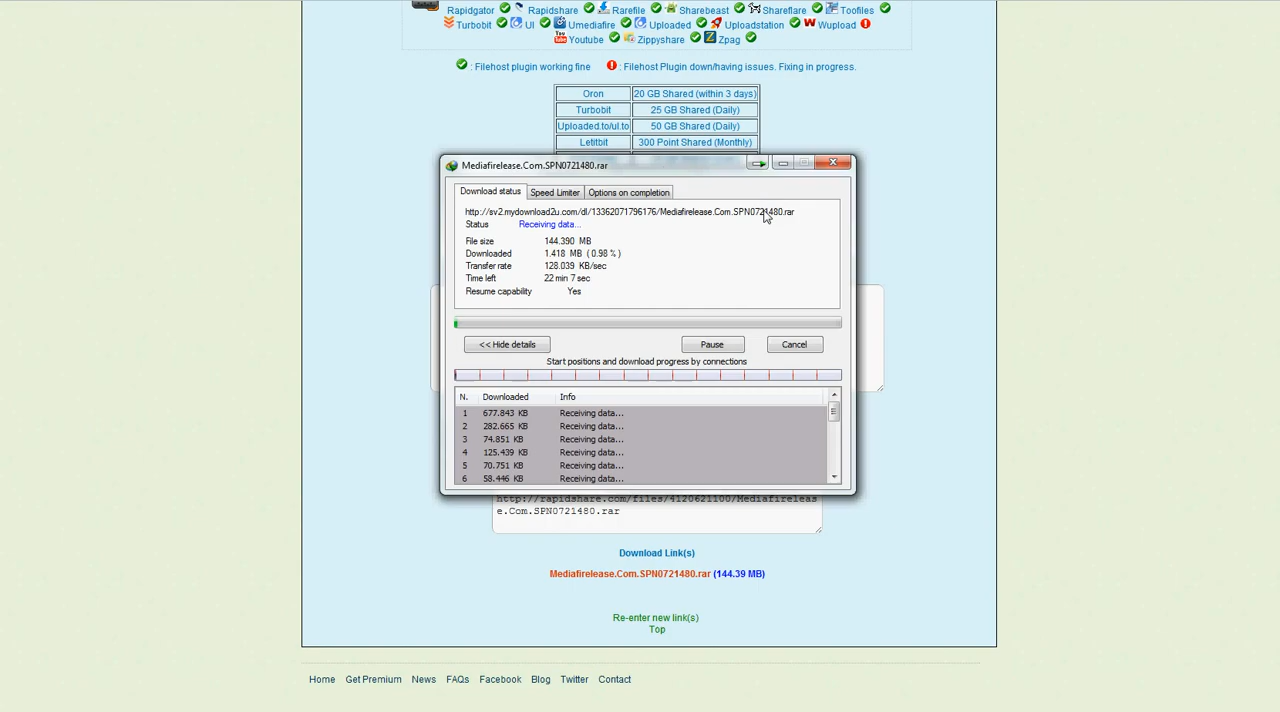 Rapidgator Rapidshare Rarefile Sharebeast Shareflare Toofiles
Turbobit Ul Umediafire Uploaded Uploadstation Wupload
Youtube Zippyshare Zpag
: Filehost plugin working fine : Filehost Plugin down/having issues. Fixing in progress.
Oron 20 GB Shared (within 3 days)
Turbobit 25 GB Shared (Daily)
Uploaded.to/ul.to 50 GB Shared (Daily)
Letitbit 300 Point Shared (Monthly)
Mediafirelease.Com.SPN0721480.rar
Download status Speed Limiter Options on completion
http://sv2.mydownload2u.com/dl/13362071796176/Mediafirelease.Com.SPN0721480.rar
Status Receiving data...
File size 144.390 MB
Downloaded 1.418 MB ( 0.98 % )
Transfer rate 128.039 KB/sec
Time left 22 min 7 sec
Resume capability Yes
<< Hide details Pause Cancel
Start positions and download progress by connections
N. Downloaded Info
1 677.843 KB Receiving data...
2 282.665 KB Receiving data...
3 74.851 KB Receiving data...
4 125.439 KB Receiving data...
5 70.751 KB Receiving data...
6 58.446 KB Receiving data...
http://rapidshare.com/files/4120621100/Mediafireleas
e.Com.SPN0721480.rar
Download Link(s)
Mediafirelease.Com.SPN0721480.rar (144.39 MB)
Re-enter new link(s)
Top
Home Get Premium News FAQs Facebook Blog Twitter Contact